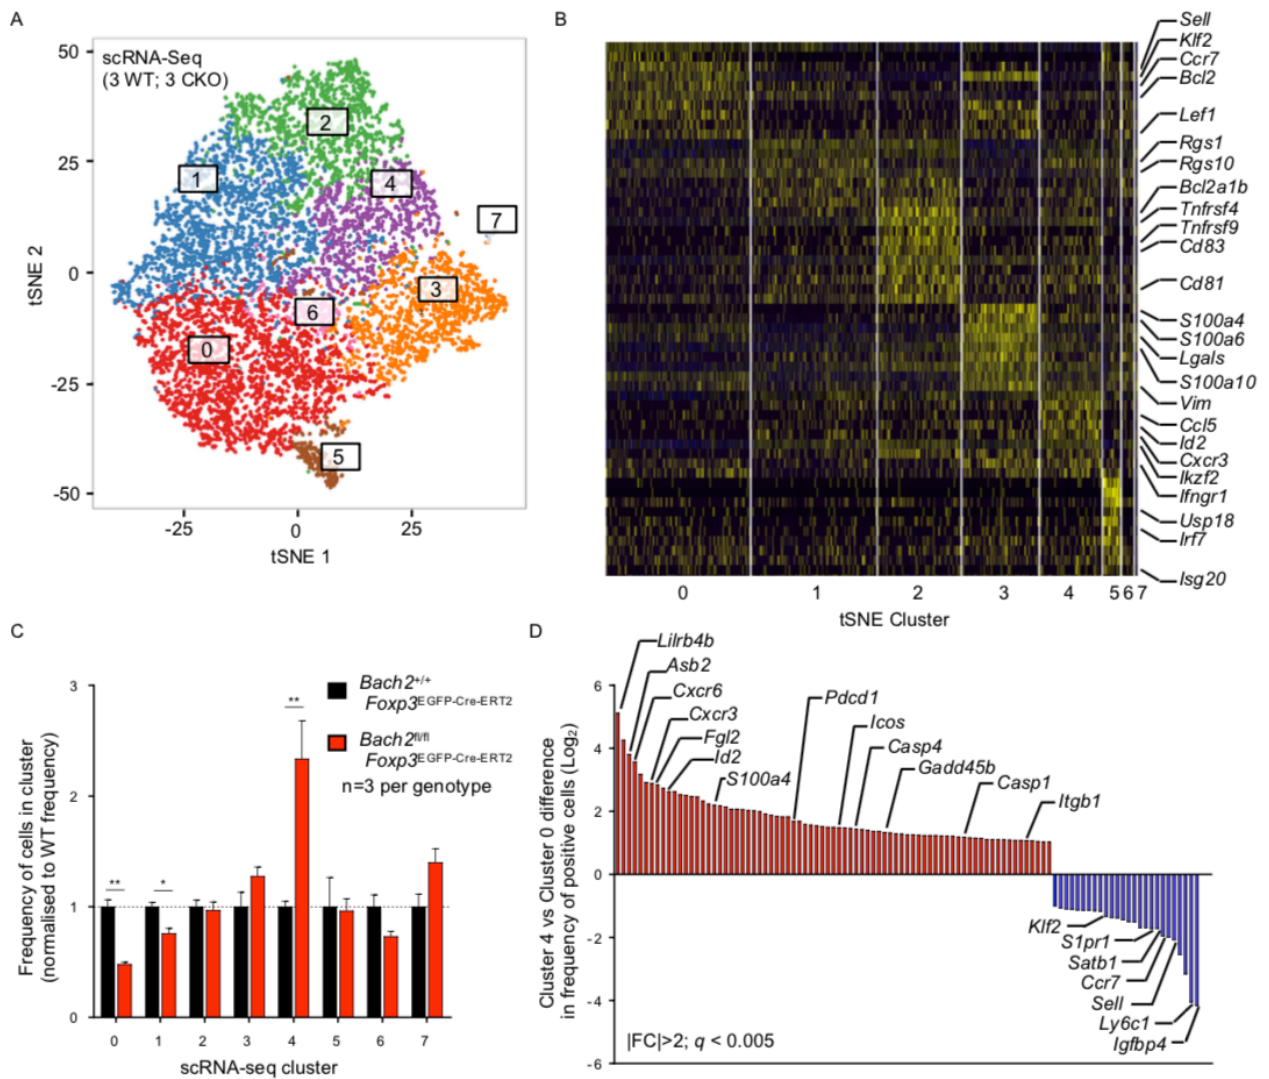 A
scRNA-Seq
(3 WT; 3 CKO)
50
25
0
-25
-50
tSNE 2
-25
0
25
tSNE 1
0
1
2
3
4
5
6
7
B
Sell
Klf2
Ccr7
Bcl2
Lef1
Rgs1
Rgs10
Bcl2a1b
Tnfrsf4
Tnfrsf9
Cd83
Cd81
S100a4
S100a6
Lgals
S100a10
Vim
Ccl5
Id2
Cxcr3
Ikzf2
Ifngr1
Usp18
Irf7
Isg20
0 1 2 3 4 5 6 7
tSNE Cluster
C
Frequency of cells in cluster
(normalised to WT frequency)
3
2
1
0
**
*
**
Bach2+/+
Foxp3EGFP-Cre-ERT2
Bach2fl/fl
Foxp3EGFP-Cre-ERT2
n=3 per genotype
0 1 2 3 4 5 6 7
scRNA-seq cluster
D
Cluster 4 vs Cluster 0 difference
in frequency of positive cells (Log2)
6
4
2
0
-2
-4
-6
Lilrb4b
Asb2
Cxcr6
Cxcr3
Fgl2
Id2
S100a4
Pdcd1
Icos
Casp4
Gadd45b
Casp1
Itgb1
Klf2
S1pr1
Satb1
Ccr7
Sell
Ly6c1
Igfbp4
|FC|>2; q < 0.005